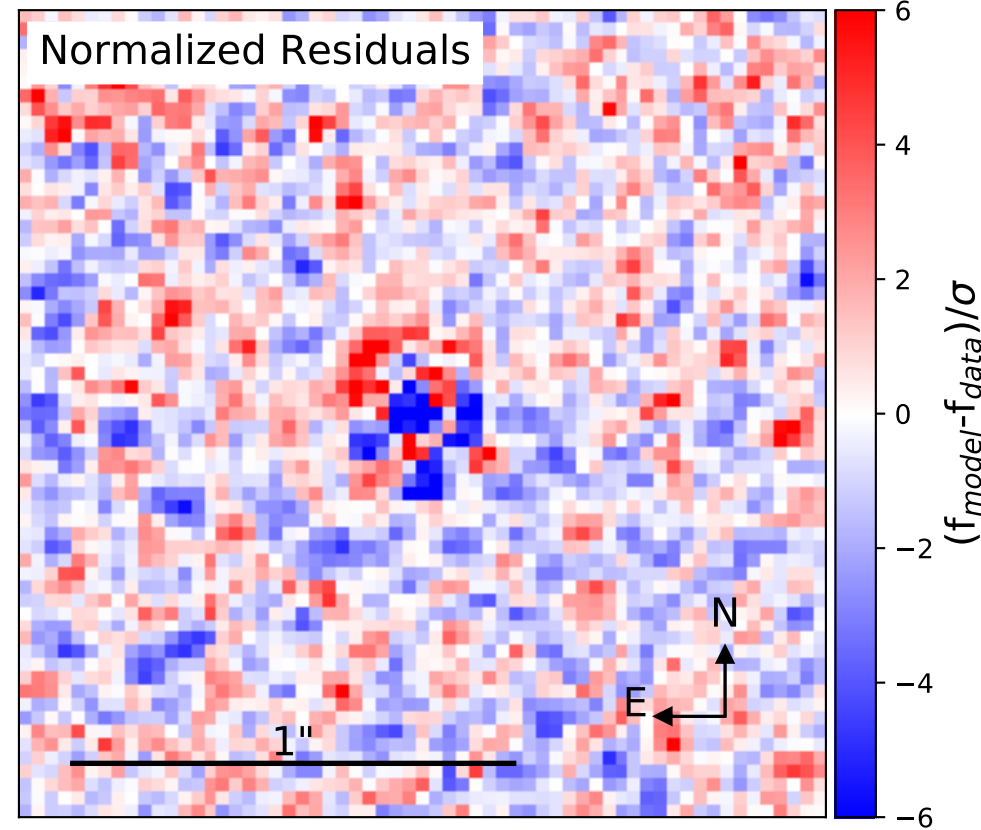 Normalized Residuals
6
4
2
0
−2
−4
−6
(f_model-f_data)/σ
N
E
1"